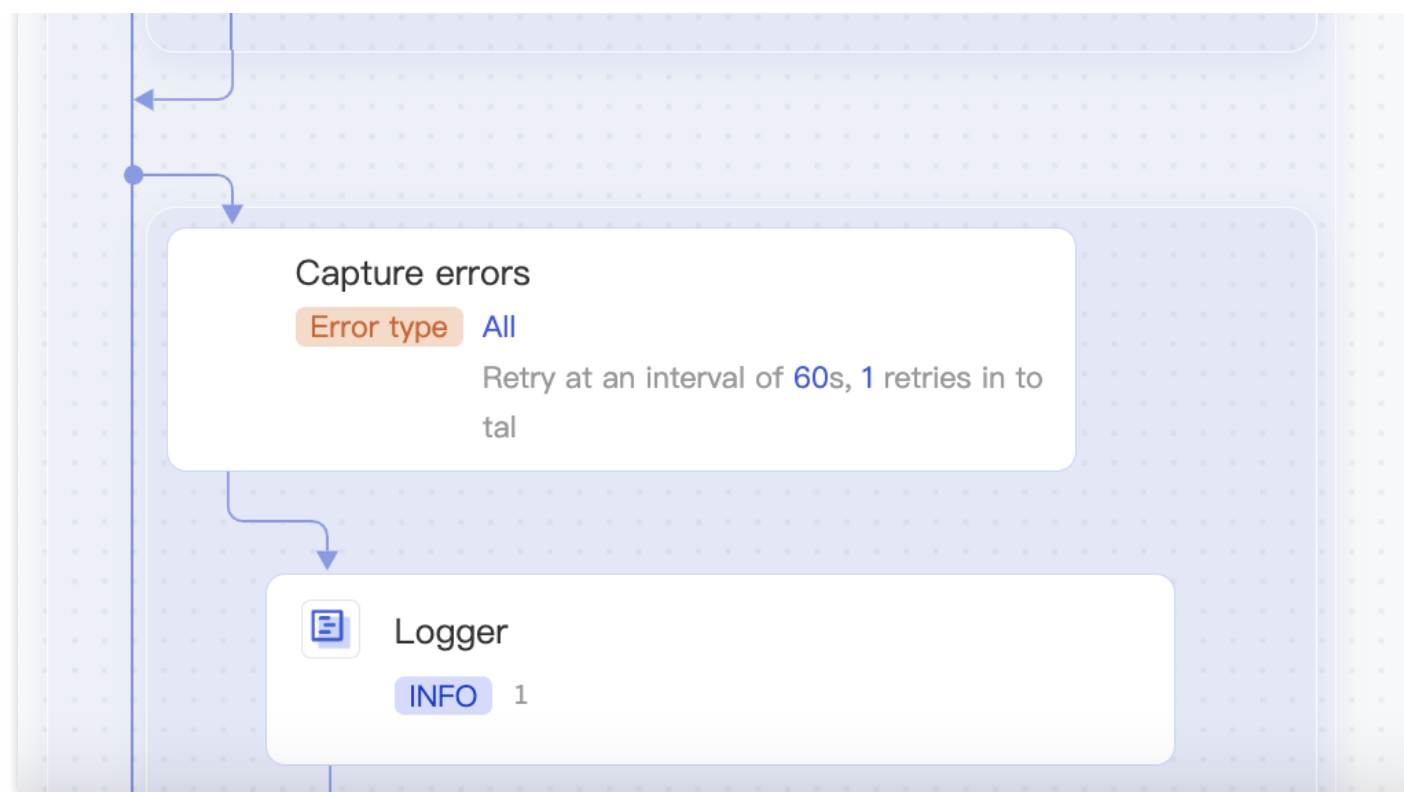 Capture errors
Error type All
Retry at an interval of 60s, 1 retries in to
tal
Logger
INFO 1